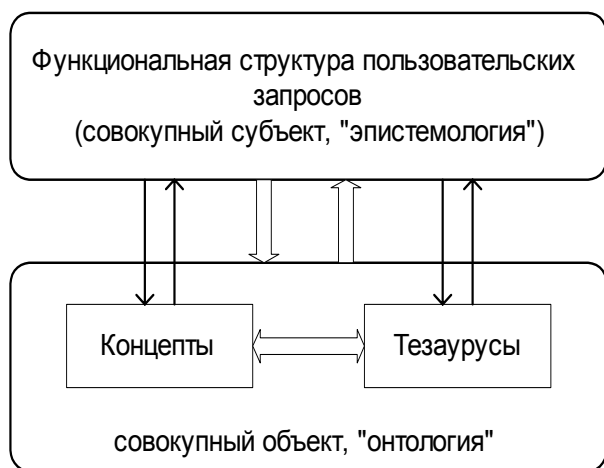 Функциональная структура пользовательских
запросов
(совокупный субъект, "эпистемология")
Концепты
Тезаурусы
совокупный объект, "онтология"